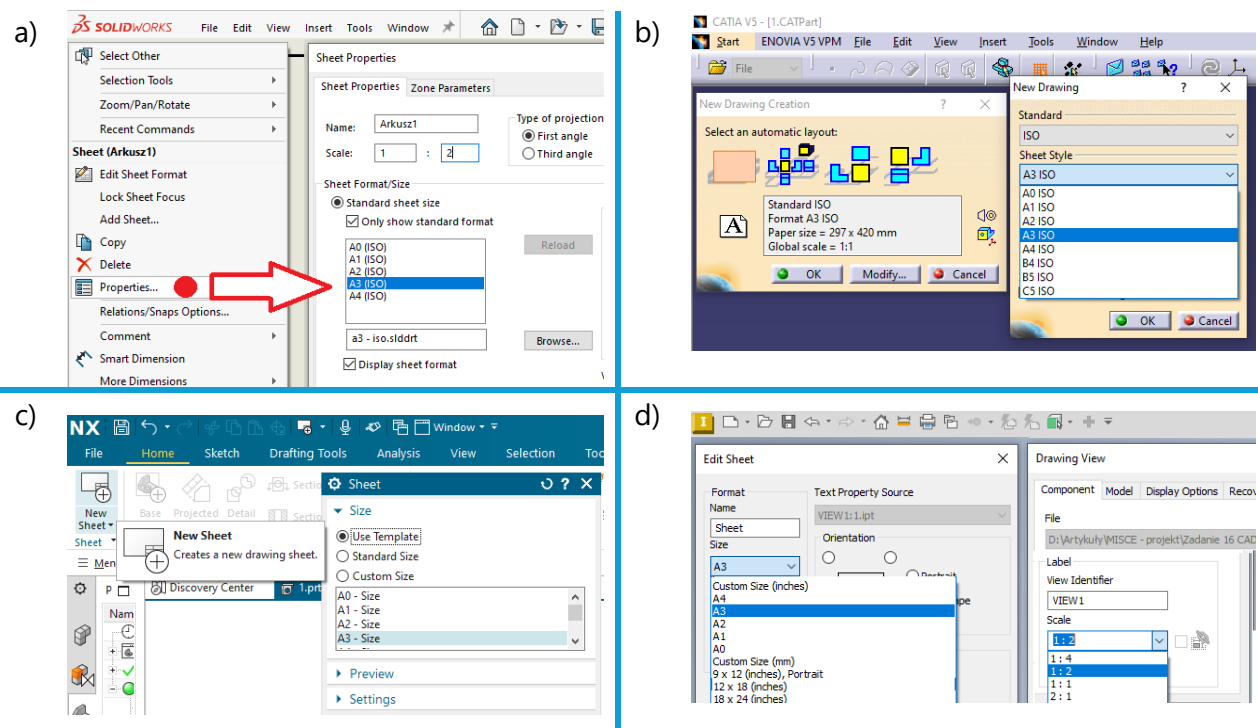 a)
SOLIDWORKS File Edit View Insert Tools Window
Select Other
Selection Tools
Zoom/Pan/Rotate
Recent Commands
Sheet (Arkusz1)
Edit Sheet Format
Lock Sheet Focus
Add Sheet...
Copy
Delete
Properties...
Relations/Snaps Options...
Comment
Smart Dimension
More Dimensions
Sheet Properties
Sheet Properties Zone Parameters
Name: Arkusz1
Scale: 1 : 2
Type of projection
First angle
Third angle
Sheet Format/Size
Standard sheet size
Only show standard format
A0 (ISO)
A1 (ISO)
A2 (ISO)
A3 (ISO)
A4 (ISO)
Reload
a3 - iso.slddrt
Browse...
Display sheet format
b)
CATIA V5 - [1.CATPart]
Start ENOVIA V5 VPM File Edit View Insert Tools Window Help
File
New Drawing Creation ? X
Select an automatic layout:
A
Standard ISO
Format A3 ISO
Paper size = 297 x 420 mm
Global scale = 1:1
OK Modify... Cancel
New Drawing ? X
Standard
ISO
Sheet Style
A3 ISO
A0 ISO
A1 ISO
A2 ISO
A3 ISO
A4 ISO
B4 ISO
B5 ISO
C5 ISO
OK Cancel
c)
NX Window
File Home Sketch Drafting Tools Analysis View Selection Too
New Sheet
Base Projected Detail
Sectio
Sectio
Sheet
Men
New Sheet
Creates a new drawing sheet.
Discovery Center 1.prt
P
Nam
Sheet ? X
Size
Use Template
Standard Size
Custom Size
A0 - Size
A1 - Size
A2 - Size
A3 - Size
Preview
Settings
d)
I
Edit Sheet
Format
Name
Sheet
Size
A3
Custom Size (inches)
A4
A3
A2
A1
A0
Custom Size (mm)
9 x 12 (inches), Portrait
12 x 18 (inches)
18 x 24 (inches)
Text Property Source
VIEW1:1.ipt
Orientation
Portrait
pe
Drawing View
Component Model Display Options Recov
File
D:\Artykuły\MISCE - projekt\Zadanie 16 CAD
Label
View Identifier
VIEW1
Scale
1 : 2
1 : 4
1 : 2
1 : 1
2 : 1